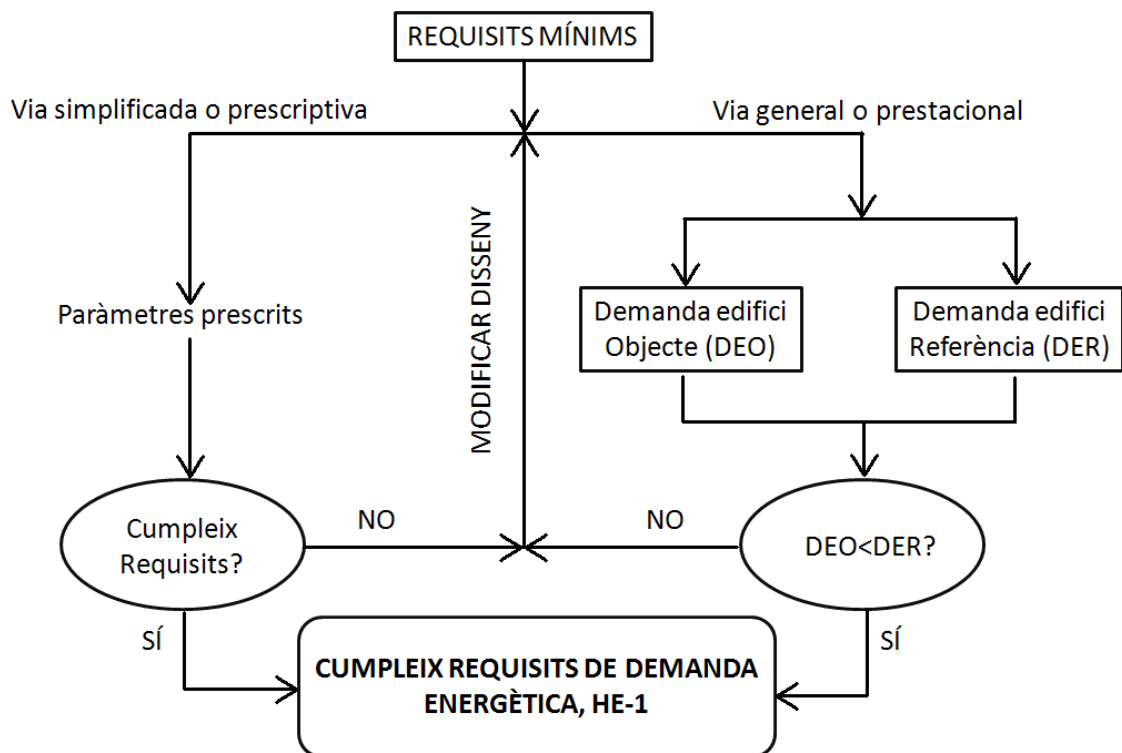 REQUISITS MÍNIMS
Via simplificada o prescriptiva
Via general o prestacional
MODIFICAR DISSENY
Paràmetres prescrits
Demanda edifici
Objecte (DEO)
Demanda edifici
Referència (DER)
Cumpleix
Requisits?
NO
NO
DEO<DER?
SÍ
SÍ
CUMPLEIX REQUISITS DE DEMANDA
ENERGÈTICA, HE-1